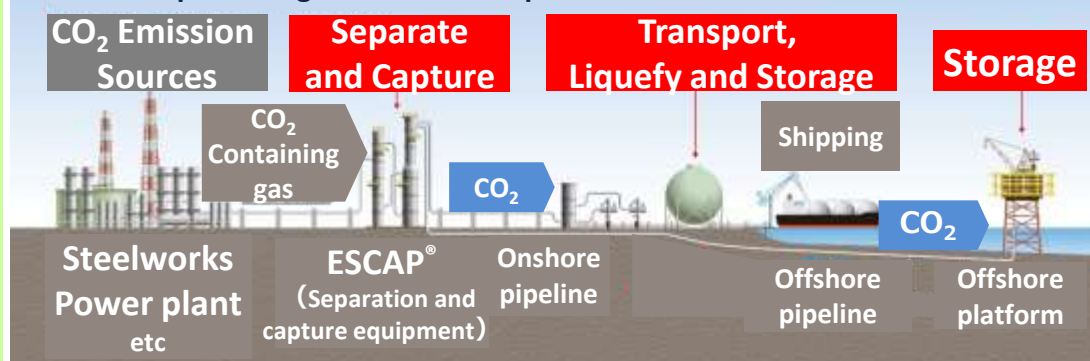 CO₂ Emission
Sources
Separate
and Capture
Transport,
Liquefy and Storage
Storage
CO₂
Containing
gas
CO₂
Shipping
CO₂
Steelworks
Power plant
etc
ESCAP®
(Separation and
capture equipment)
Onshore
pipeline
Offshore
pipeline
Offshore
platform